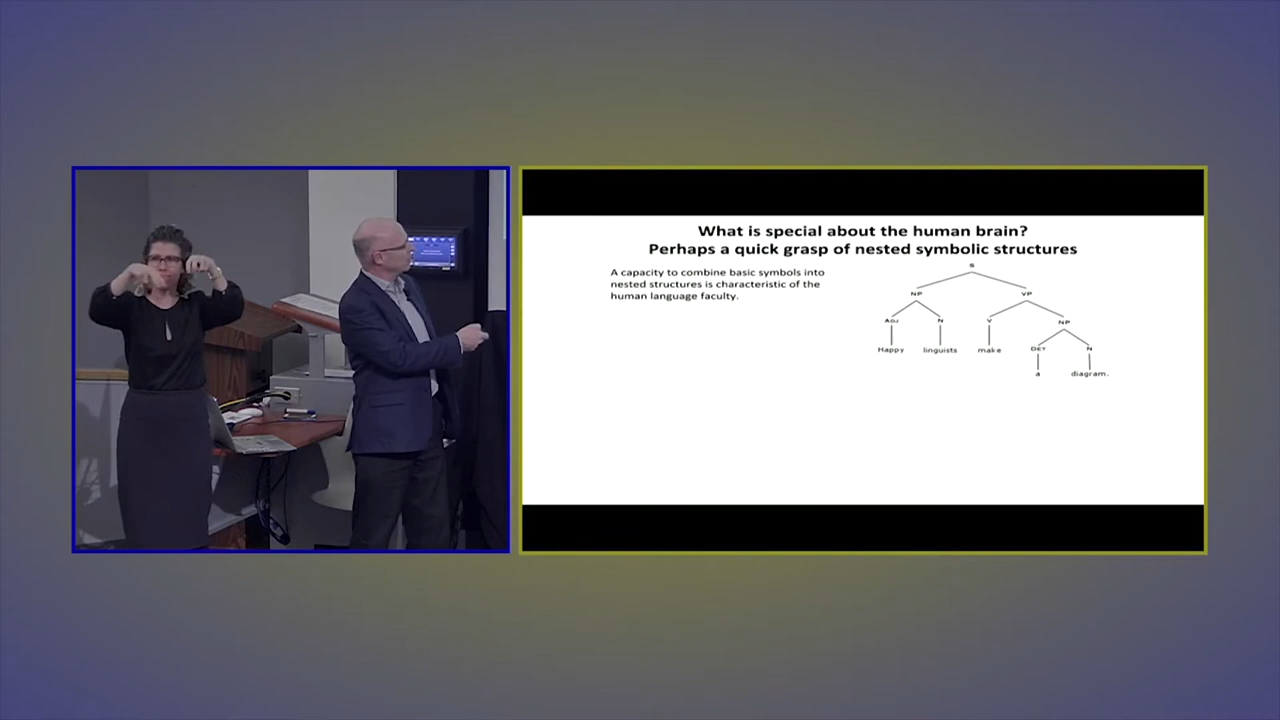 What is special about the human brain?
Perhaps a quick grasp of nested symbolic structures
A capacity to combine basic symbols into
nested structures is characteristic of the
human language faculty.
S
NP VP
ADJ N V NP
Happy linguists make DET N
a diagram.